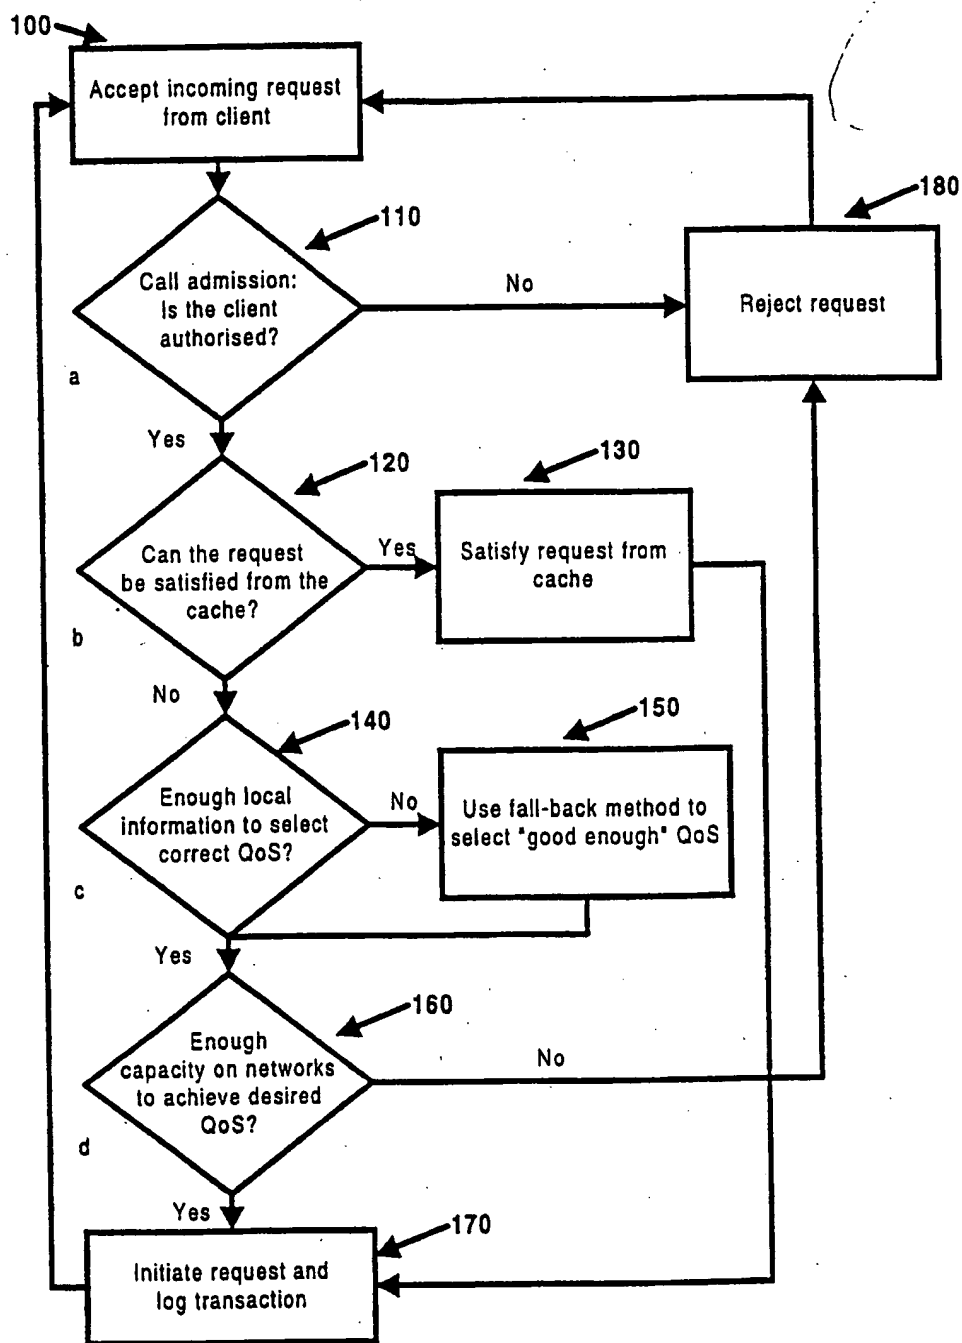 100
Accept incoming request
from client
110
180
Call admission:
Is the client
authorised?
No
Reject request
a
Yes
120
130
Can the request
be satisfied from the
cache?
Yes
Satisfy request from
cache
b
No
140
150
Enough local
information to select
correct QoS?
No
Use fall-back method to
select "good enough" QoS
c
Yes
160
Enough
capacity on networks
to achieve desired
QoS?
No
d
Yes
170
Initiate request and
log transaction